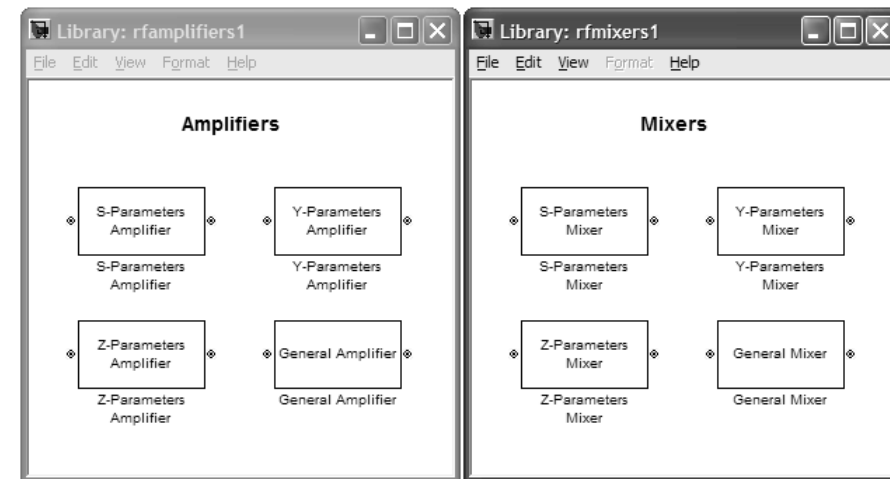 Library: rfamplifiers1
File Edit View Format Help
Amplifiers
S-Parameters
Amplifier
S-Parameters
Amplifier
Y-Parameters
Amplifier
Y-Parameters
Amplifier
Z-Parameters
Amplifier
Z-Parameters
Amplifier
General Amplifier
General Amplifier
Library: rfmixers1
File Edit View Format Help
Mixers
S-Parameters
Mixer
S-Parameters
Mixer
Y-Parameters
Mixer
Y-Parameters
Mixer
Z-Parameters
Mixer
Z-Parameters
Mixer
General Mixer
General Mixer